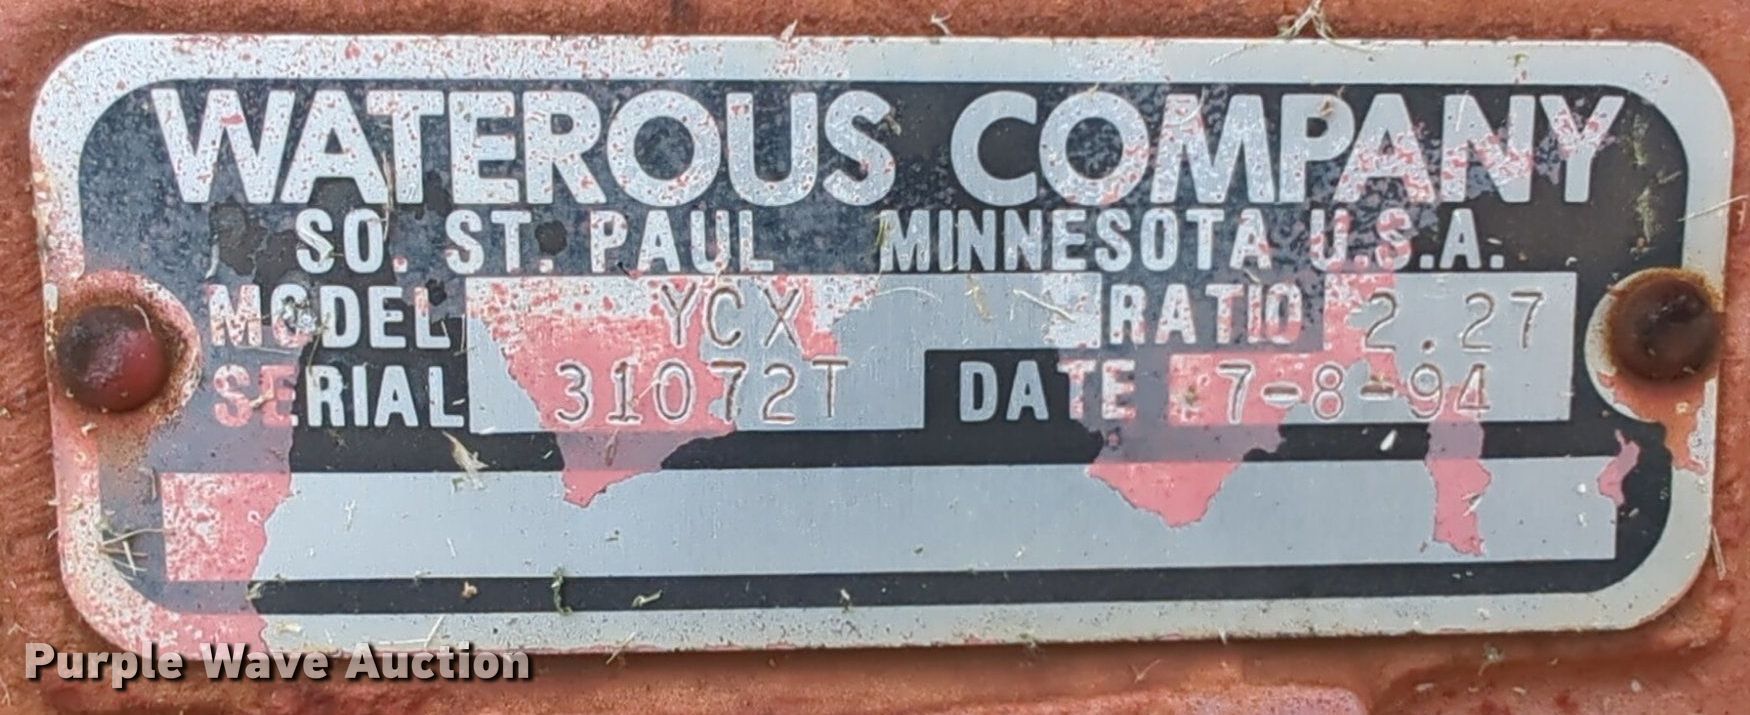 WATEROUS COMPANY
SO. ST. PAUL MINNESOTA U.S.A.
MODEL YCX RATIO 2.27
SERIAL 31072T DATE 7-8-94
Purple Wave Auction